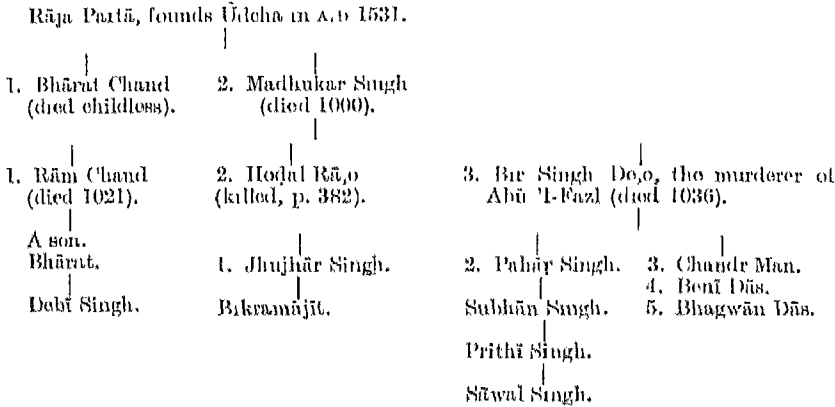 Rāja Partā, founds Ūdcha in A.D 1531.
1. Bhārat Chand 2. Madhukar Singh
(died childless). (died 1000).
1. Rām Chand 2. Hoḍal Rā,o 3. Bir Singh De,o, the murderer of
(died 1021). (killed, p. 382). Abū 'l-Fazl (died 1036).
A son.
Bhārat. 1. Jhujhār Singh. 2. Pahār Singh. 3. Chandr Man.
4. Benī Dās.
Debī Singh. Bikramājīt. Subhān Singh. 5. Bhagwān Dās.
Prithī Singh.
Sāwal Singh.